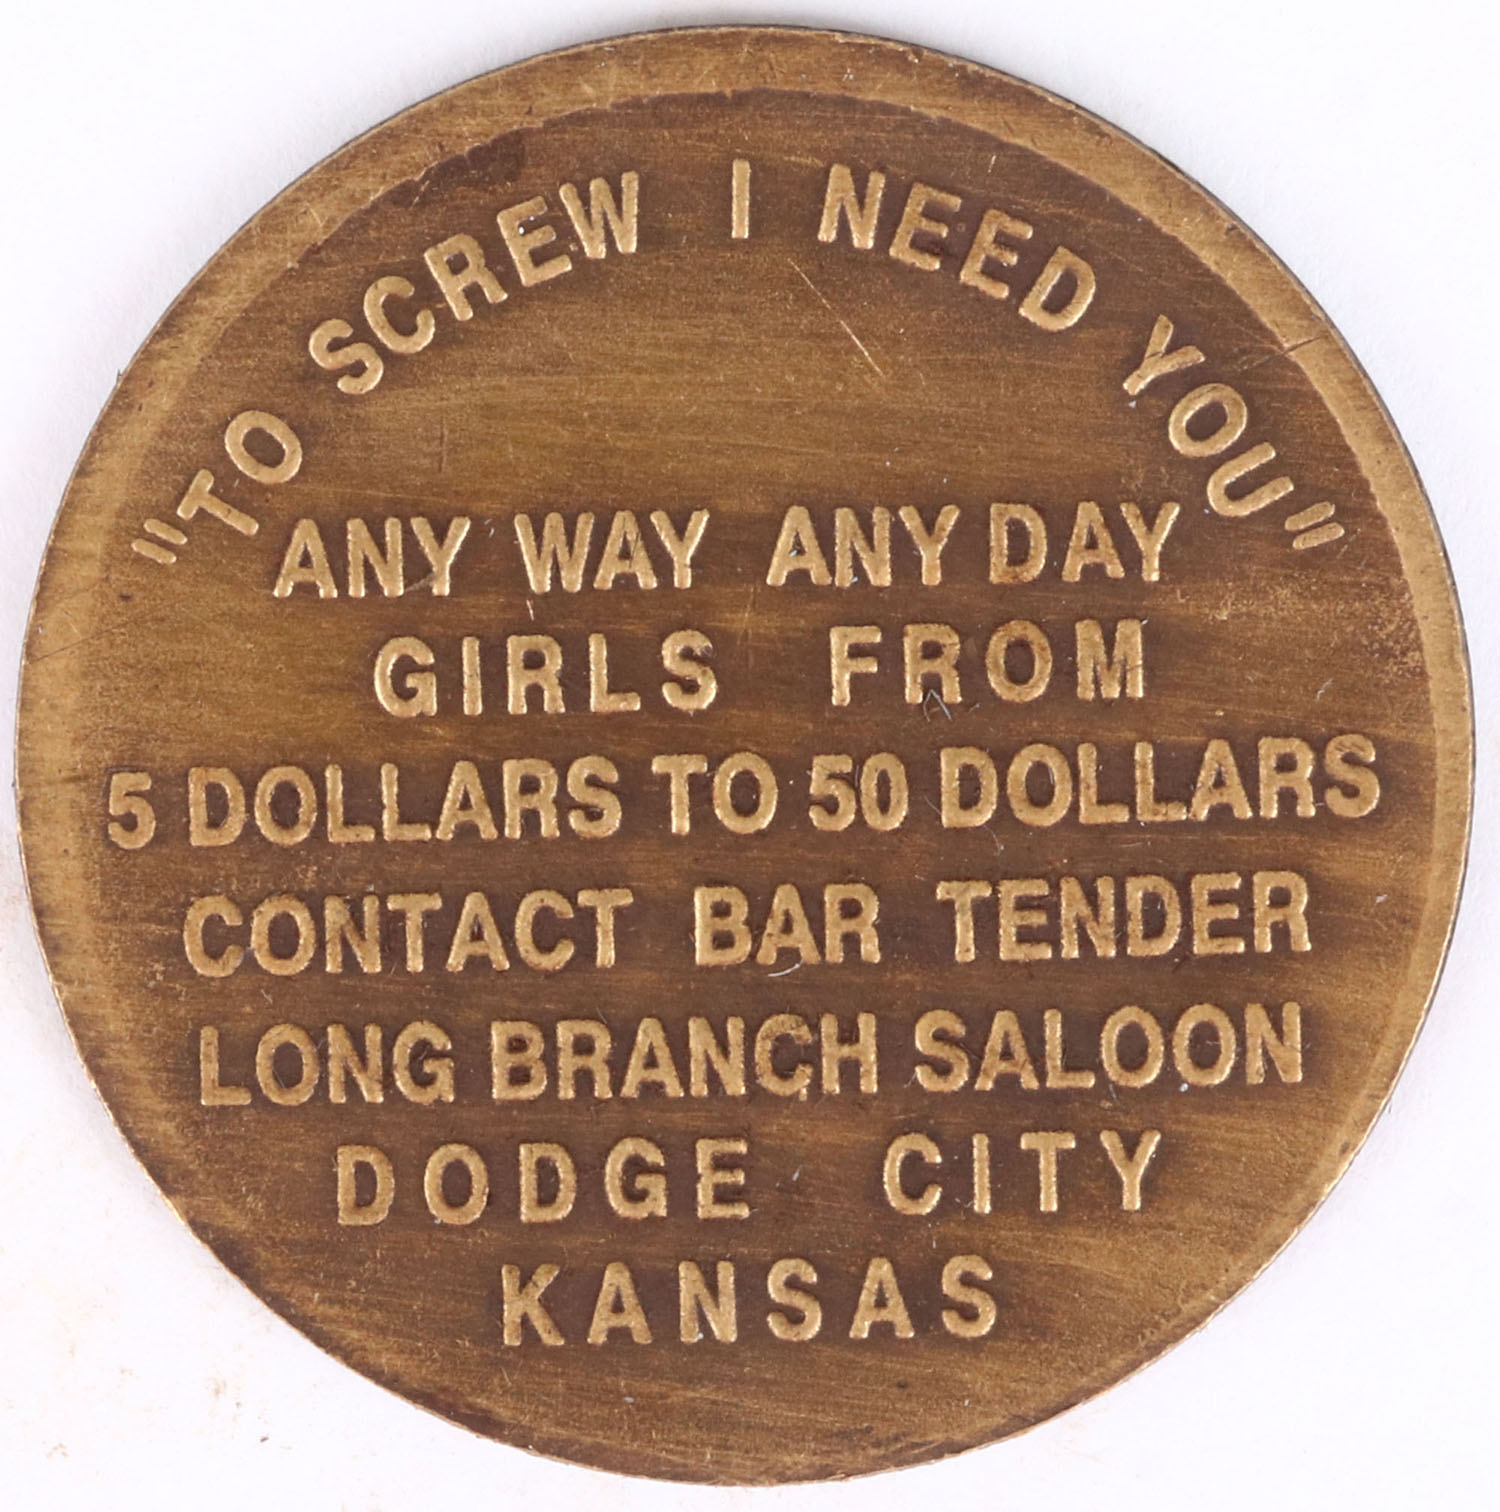 "TO SCREW I NEED YOU"
ANY WAY ANY DAY
GIRLS FROM
5 DOLLARS TO 50 DOLLARS
CONTACT BAR TENDER
LONG BRANCH SALOON
DODGE CITY
KANSAS